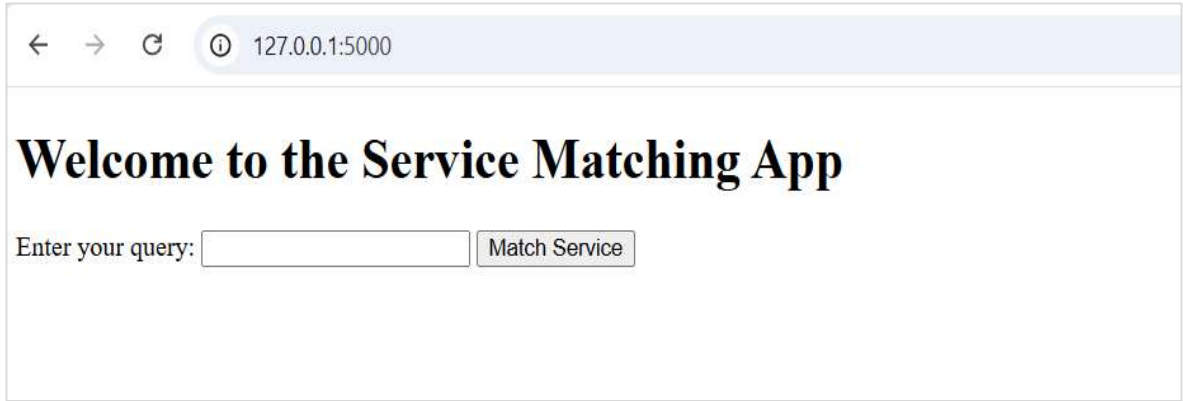 127.0.0.1:5000
Welcome to the Service Matching App
Enter your query: Match Service